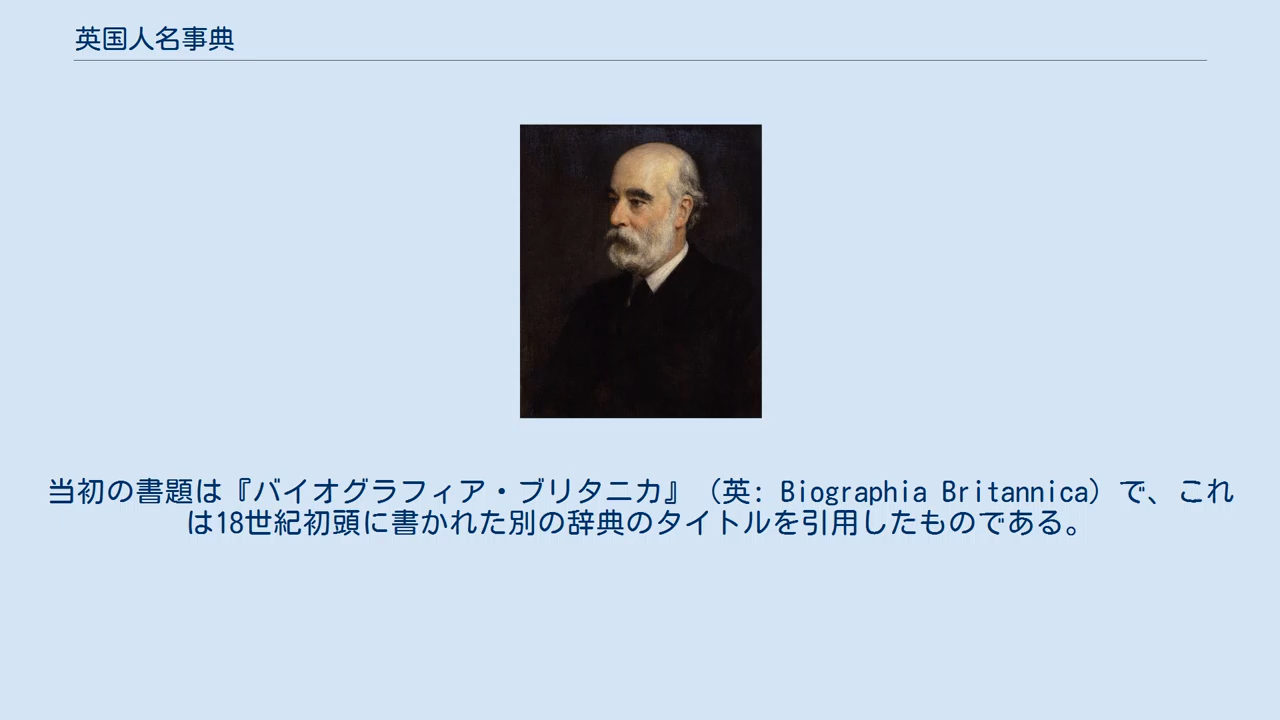 英国人名事典
当初の書題は『バイオグラフィア・ブリタニカ』（英: Biographia Britannica）で、これ
は18世紀初頭に書かれた別の辞典のタイトルを引用したものである。